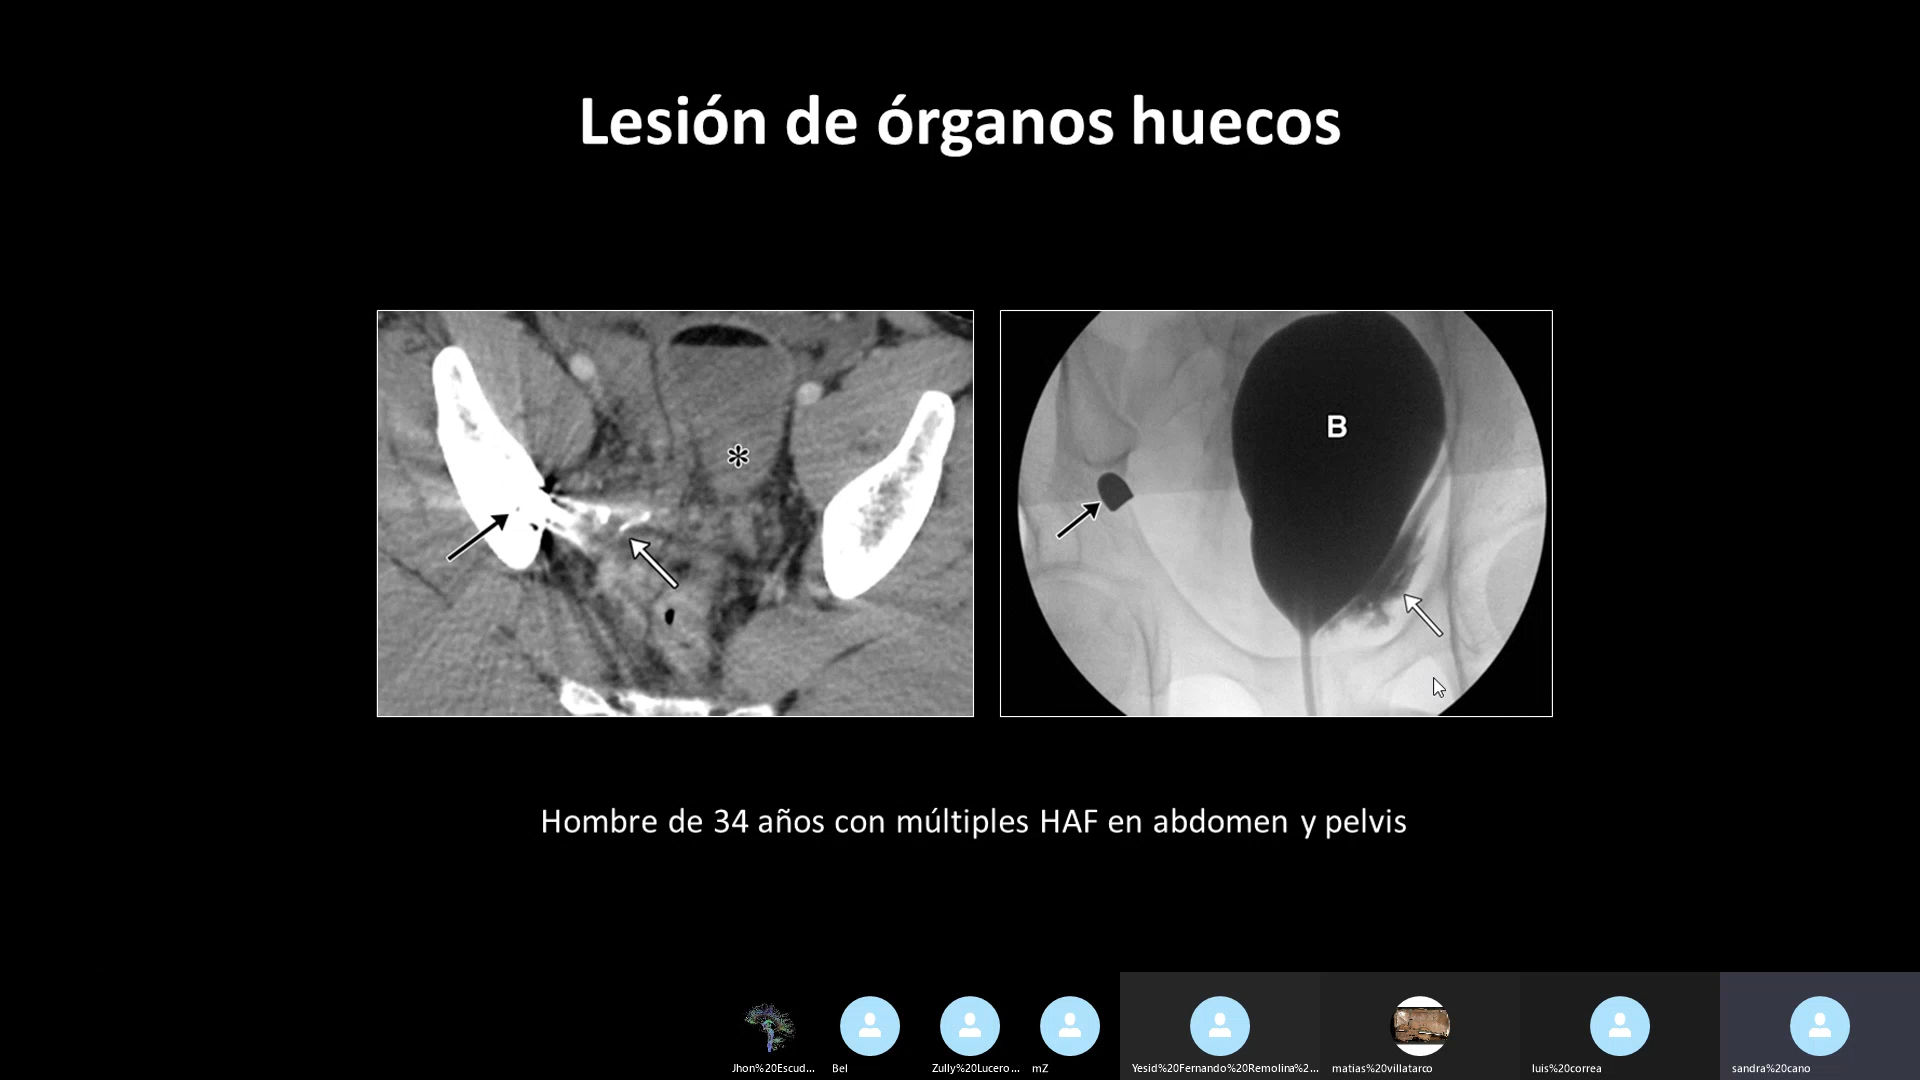 Lesión de órganos huecos
*
B
Hombre de 34 años con múltiples HAF en abdomen y pelvis
Jhon%20Escud...
Bel
Zully%20Lucero...
mZ
Yesid%20Fernando%20Remolina%2...
matias%20villatarco
luis%20correa
sandra%20cano